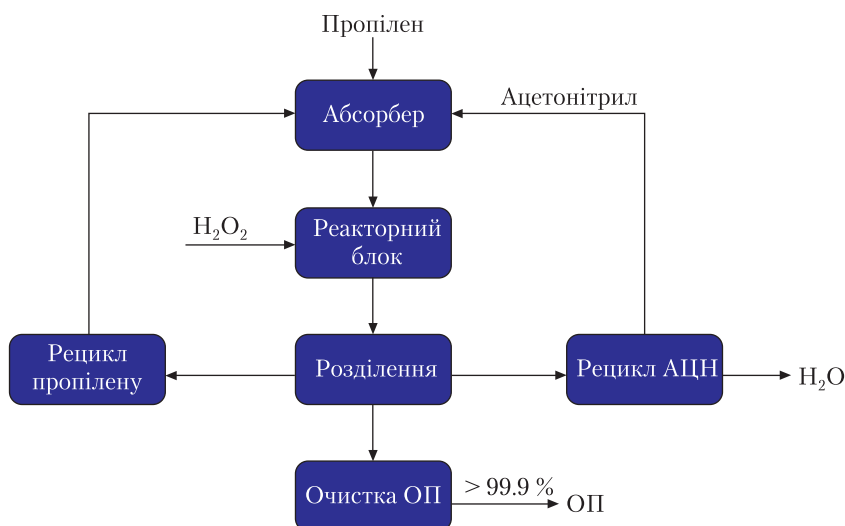 Пропілен
Абсорбер
Ацетонітрил
H₂O₂
Реакторний
блок
Рецикл
пропілену
Розділення
Рецикл АЦН
H₂O
Очистка ОП
> 99.9 %
ОП